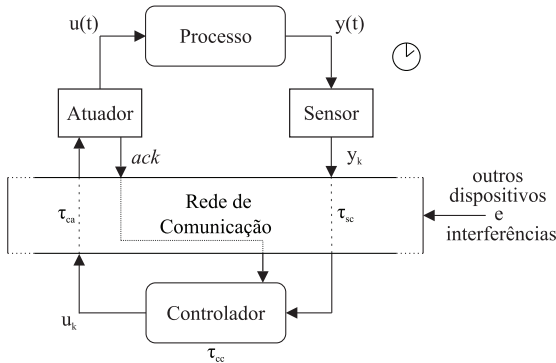 u(t)
Processo
y(t)
Atuador
Sensor
ack
y_k
τ_ca
Rede de
Comunicação
τ_sc
outros
dispositivos
e
interferências
u_k
Controlador
τ_cc